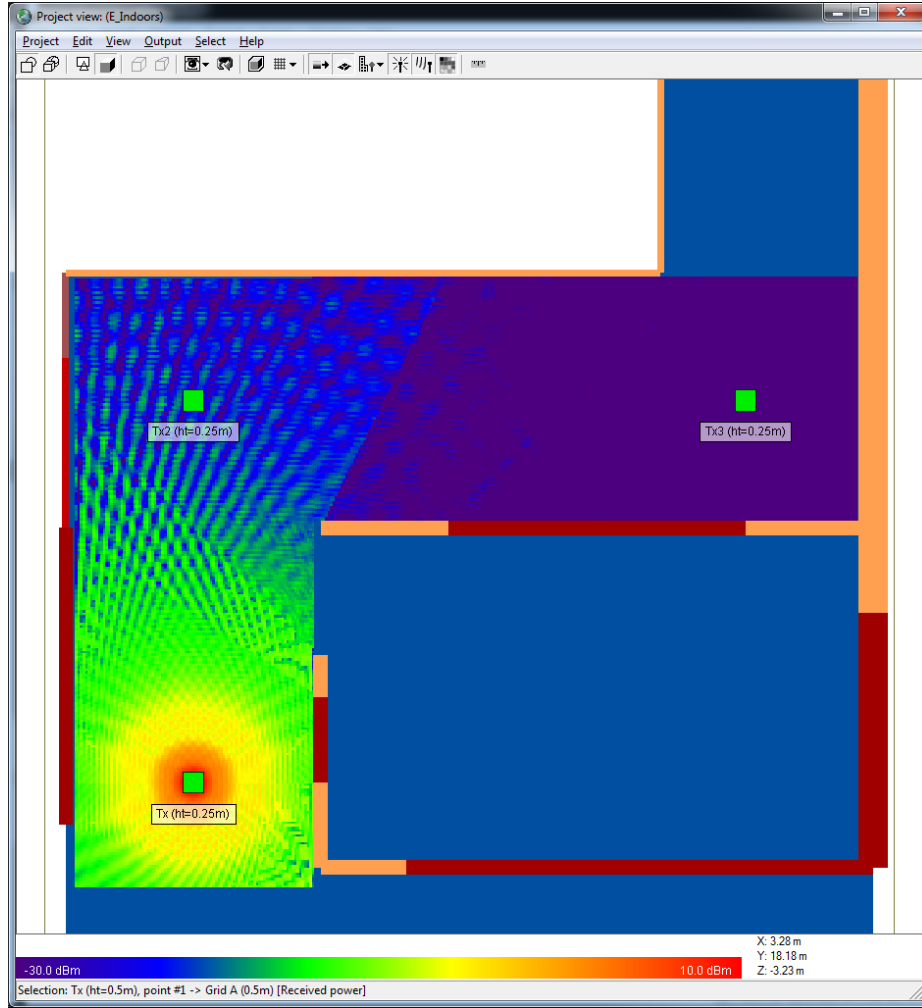 Project view: (E_Indoors)
Project Edit View Output Select Help
Tx2 (ht=0.25m)
Tx3 (ht=0.25m)
Tx (ht=0.25m)
-30.0 dBm
10.0 dBm
X: 3.28 m
Y: 18.18 m
Z: -3.23 m
Selection: Tx (ht=0.5m), point #1 -> Grid A (0.5m) [Received power]